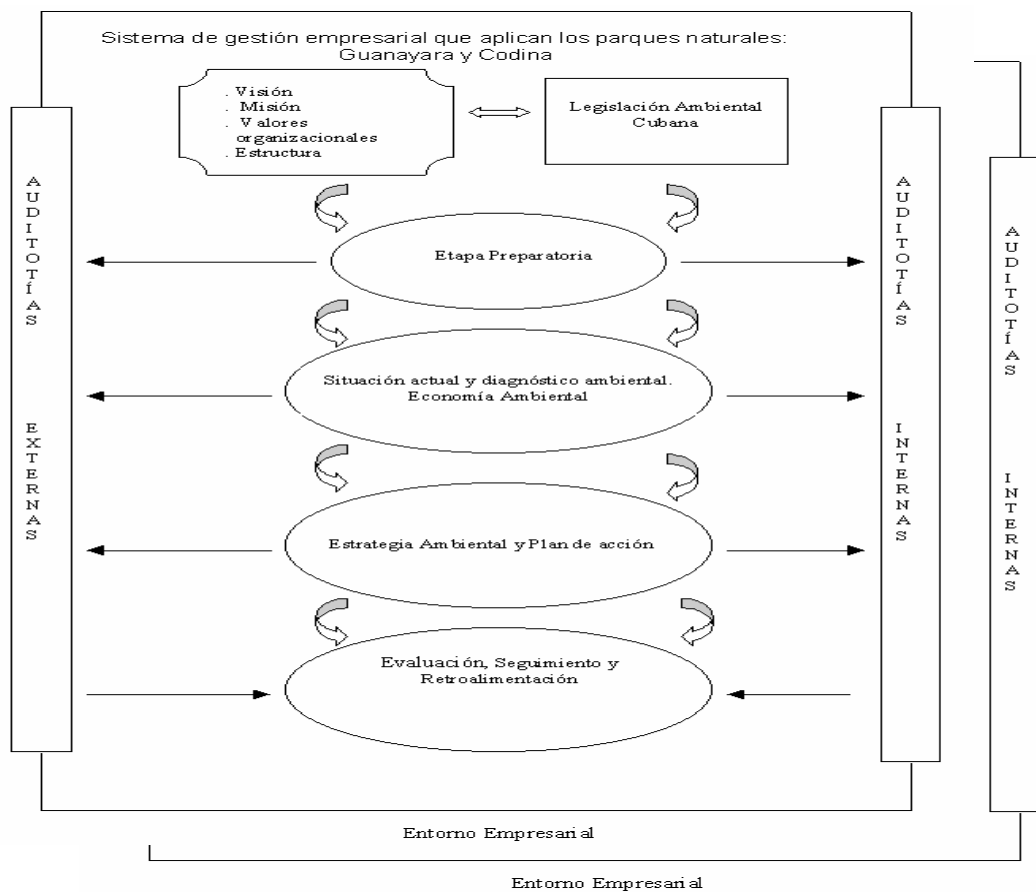 Sistema de gestión empresarial que aplican los parques naturales:
Guanayara y Codina
. Visión
. Misión
. Valores
organizacionales
. Estructura
Legislación Ambiental
Cubana
AUDITOTÍAS EXTERNAS
AUDITOTÍAS INTERNAS
AUDITOTÍAS INTERNAS
Etapa Preparatoria
Situación actual y diagnóstico ambiental.
Economía Ambiental
Estrategia Ambiental y Plan de acción
Evaluación, Seguimiento y
Retroalimentación
Entorno Empresarial
Entorno Empresarial